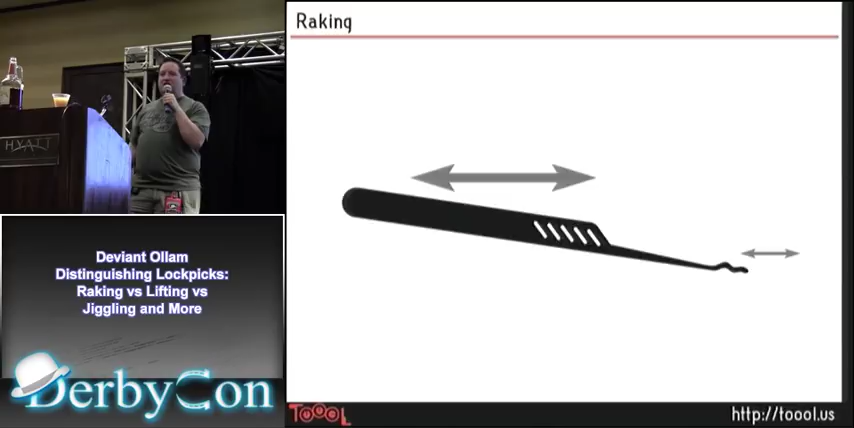 HYATT
Deviant Ollam
Distinguishing Lockpicks:
Raking vs Lifting vs
Jiggling and More
DerbyCon
Raking
TOOOL
http://toool.us